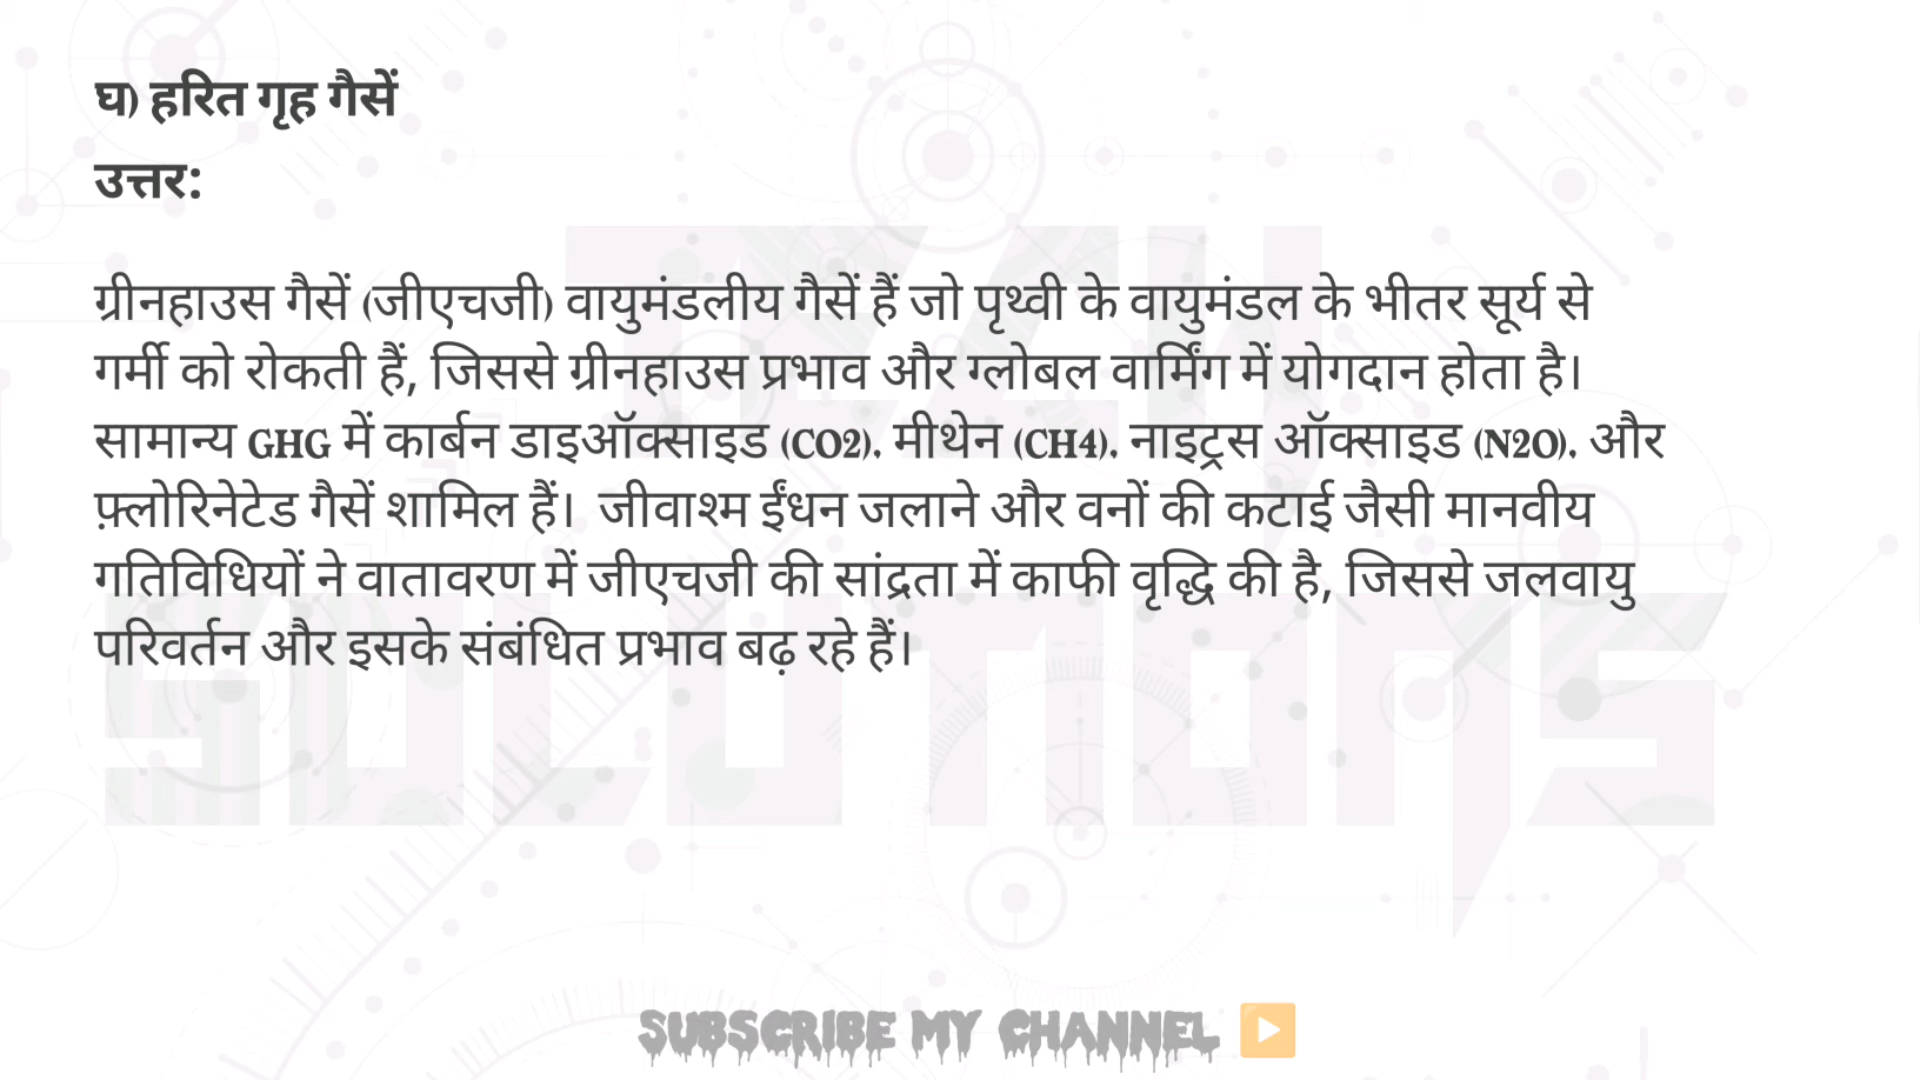 घ) हरित गृह गैसें
उत्तर:
ग्रीनहाउस गैसें (जीएचजी) वायुमंडलीय गैसें हैं जो पृथ्वी के वायुमंडल के भीतर सूर्य से
गर्मी को रोकती हैं, जिससे ग्रीनहाउस प्रभाव और ग्लोबल वार्मिंग में योगदान होता है।
सामान्य GHG में कार्बन डाइऑक्साइड (CO2), मीथेन (CH4), नाइट्रस ऑक्साइड (N2O), और
फ़्लोरिनेटेड गैसें शामिल हैं। जीवाश्म ईंधन जलाने और वनों की कटाई जैसी मानवीय
गतिविधियों ने वातावरण में जीएचजी की सांद्रता में काफी वृद्धि की है, जिससे जलवायु
परिवर्तन और इसके संबंधित प्रभाव बढ़ रहे हैं।
SOLUTIONS
SUBSCRIBE MY CHANNEL